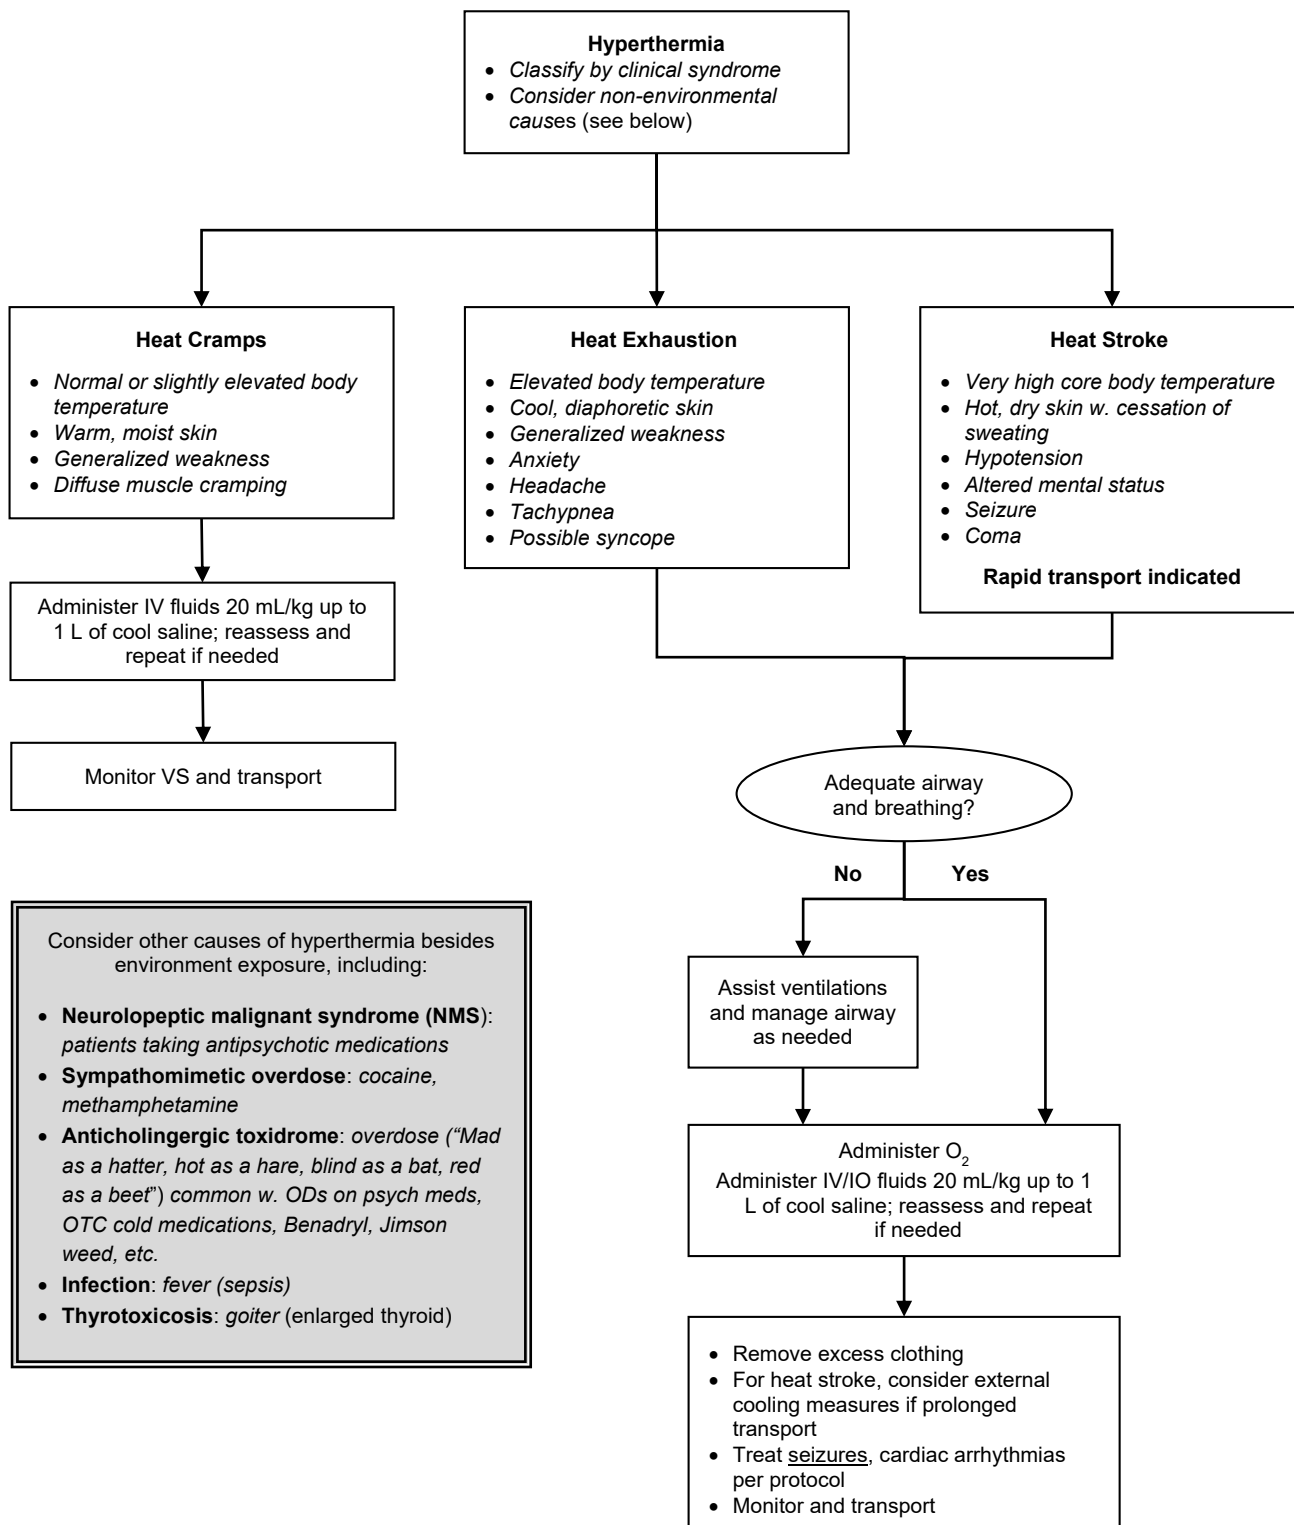 Hyperthermia
• Classify by clinical syndrome
• Consider non-environmental
causes (see below)
Heat Cramps
• Normal or slightly elevated body
temperature
• Warm, moist skin
• Generalized weakness
• Diffuse muscle cramping
Heat Exhaustion
• Elevated body temperature
• Cool, diaphoretic skin
• Generalized weakness
• Anxiety
• Headache
• Tachypnea
• Possible syncope
Heat Stroke
• Very high core body temperature
• Hot, dry skin w. cessation of
sweating
• Hypotension
• Altered mental status
• Seizure
• Coma
Rapid transport indicated
Administer IV fluids 20 mL/kg up to
1 L of cool saline; reassess and
repeat if needed
Monitor VS and transport
Adequate airway
and breathing?
No
Yes
Assist ventilations
and manage airway
as needed
Administer O₂
Administer IV/IO fluids 20 mL/kg up to 1
L of cool saline; reassess and repeat
if needed
• Remove excess clothing
• For heat stroke, consider external
cooling measures if prolonged
transport
• Treat seizures, cardiac arrhythmias
per protocol
• Monitor and transport
Consider other causes of hyperthermia besides
environment exposure, including:
• Neurolopeptic malignant syndrome (NMS):
patients taking antipsychotic medications
• Sympathomimetic overdose: cocaine,
methamphetamine
• Anticholingergic toxidrome: overdose (“Mad
as a hatter, hot as a hare, blind as a bat, red
as a beet”) common w. ODs on psych meds,
OTC cold medications, Benadryl, Jimson
weed, etc.
• Infection: fever (sepsis)
• Thyrotoxicosis: goiter (enlarged thyroid)